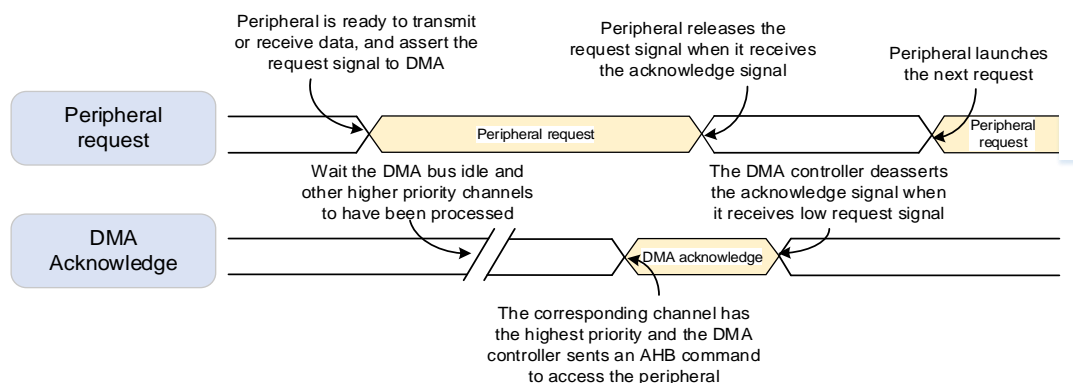 Peripheral is ready to transmit
or receive data, and assert the
request signal to DMA
Peripheral releases the
request signal when it receives
the acknowledge signal
Peripheral launches
the next request
Peripheral
request
Peripheral request
Peripheral
request
Wait the DMA bus idle and
other higher priority channels
to have been processed
The DMA controller deasserts
the acknowledge signal when
it receives low request signal
DMA
Acknowledge
DMA acknowledge
The corresponding channel has
the highest priority and the DMA
controller sents an AHB command
to access the peripheral